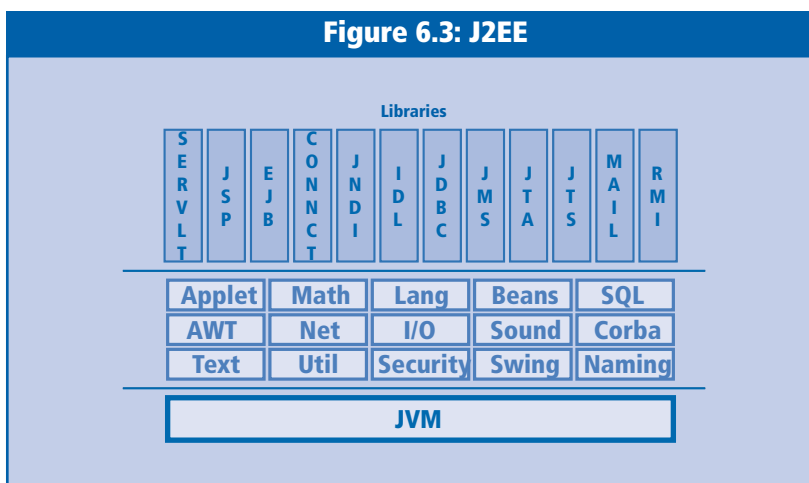 Figure 6.3: J2EE
Libraries
SERVLT
JSP
EJB
CONNCT
JNDI
IDL
JDBC
JMS
JTA
JTS
MAIL
RMI
Applet Math Lang Beans SQL
AWT Net I/O Sound Corba
Text Util Security Swing Naming
JVM